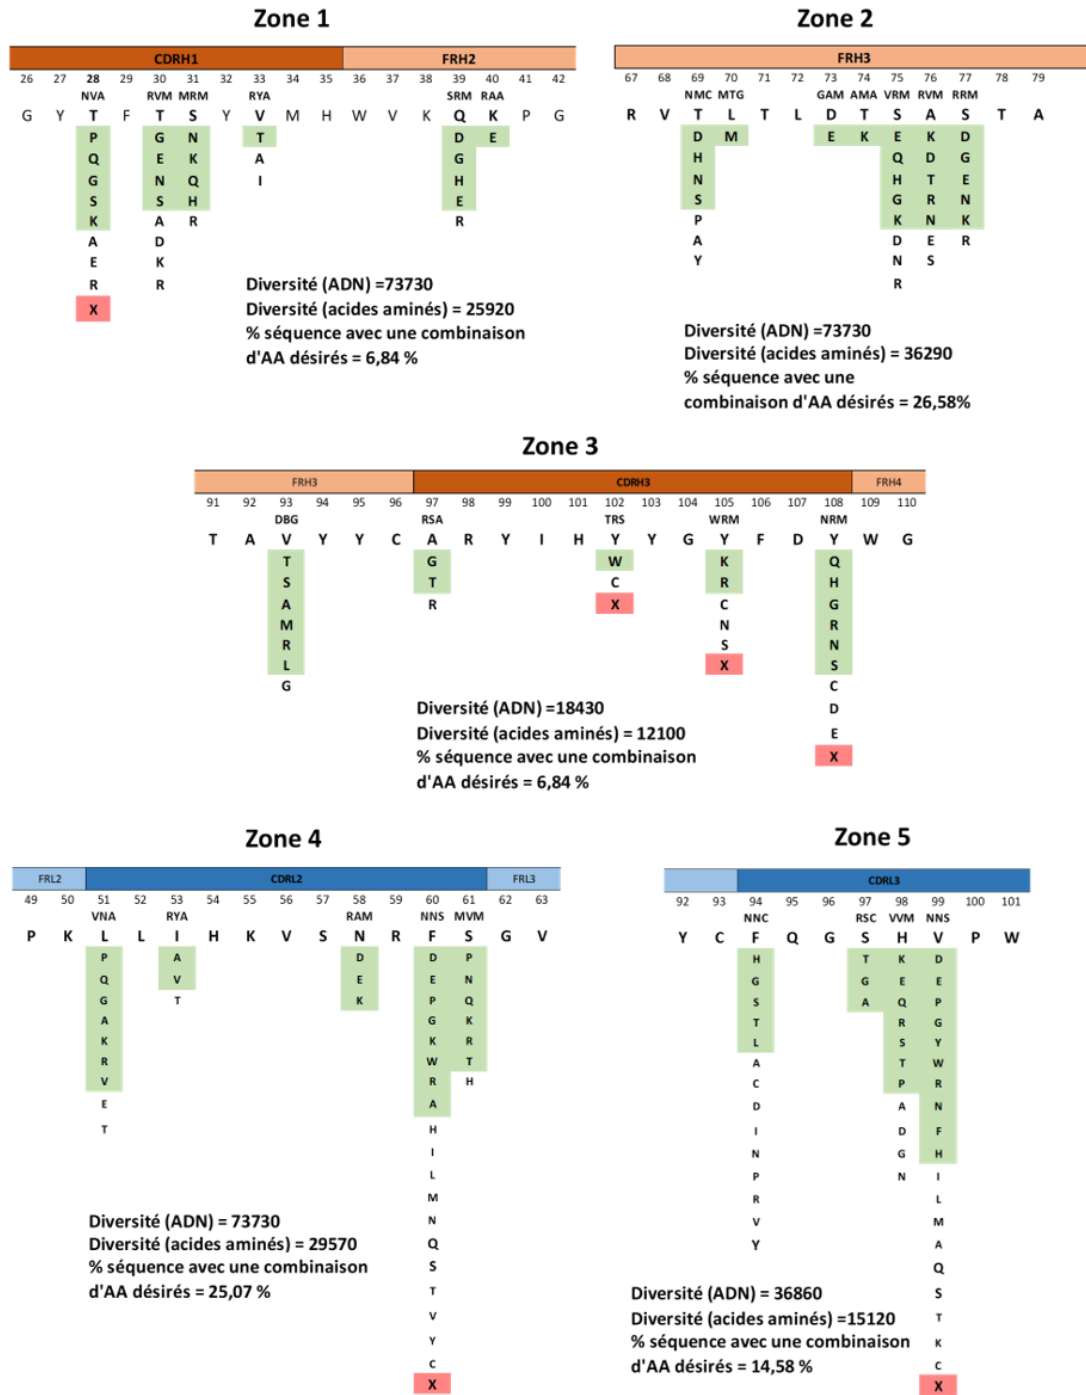 Zone 1
CDRH1 FRH2
26 27 28 29 30 31 32 33 34 35 36 37 38 39 40 41 42
NVA RVM MRM RYA SRM RAA
G Y T F T S Y V M H W V K Q K P G
P G N T D E
Q E K A G
G N Q I H
S S H E
K A R R
A D
E K
R R
X
Diversité (ADN) =73730
Diversité (acides aminés) = 25920
% séquence avec une combinaison
d'AA désirés = 6,84 %
Zone 2
FRH3
67 68 69 70 71 72 73 74 75 76 77 78 79
NMC MTG GAM AMA VRM RVM RRM
R V T L T L D T S A S T A
D M E K E K D
H Q D G
N H T E
S G R N
P K N K
A D E R
Y N S
R
Diversité (ADN) =73730
Diversité (acides aminés) = 36290
% séquence avec une
combinaison d'AA désirés = 26,58%
Zone 3
FRH3 CDRH3 FRH4
91 92 93 94 95 96 97 98 99 100 101 102 103 104 105 106 107 108 109 110
DBG RSA TRS WRM NRM
T A V Y Y C A R Y I H Y Y G Y F D Y W G
T G W K Q
S T C R H
A R X C G
M N R
R S N
L X S
G C
D
E
X
Diversité (ADN) =18430
Diversité (acides aminés) = 12100
% séquence avec une combinaison
d'AA désirés = 6,84 %
Zone 4
FRL2 CDRL2 FRL3
49 50 51 52 53 54 55 56 57 58 59 60 61 62 63
VNA RYA RAM NNS MVM
P K L L I H K V S N R F S G V
P A D D P
Q V E E N
G T K P Q
A G K
K K R
R W T
V R H
E A
T H
I
L
M
N
Q
S
T
V
Y
C
X
Diversité (ADN) = 73730
Diversité (acides aminés) = 29570
% séquence avec une combinaison
d'AA désirés = 25,07 %
Zone 5
CDRL3
92 93 94 95 96 97 98 99 100 101
NNC RSC VVM NNS
Y C F Q G S H V P W
H T K D
G G E E
S A Q P
T R G
L S Y
A T W
C P R
D A N
I D F
N G H
P N I
R L
V M
Y A
Q
S
T
K
C
X
Diversité (ADN) = 36860
Diversité (acides aminés) =15120
% séquence avec une combinaison
d'AA désirés = 14,58 %